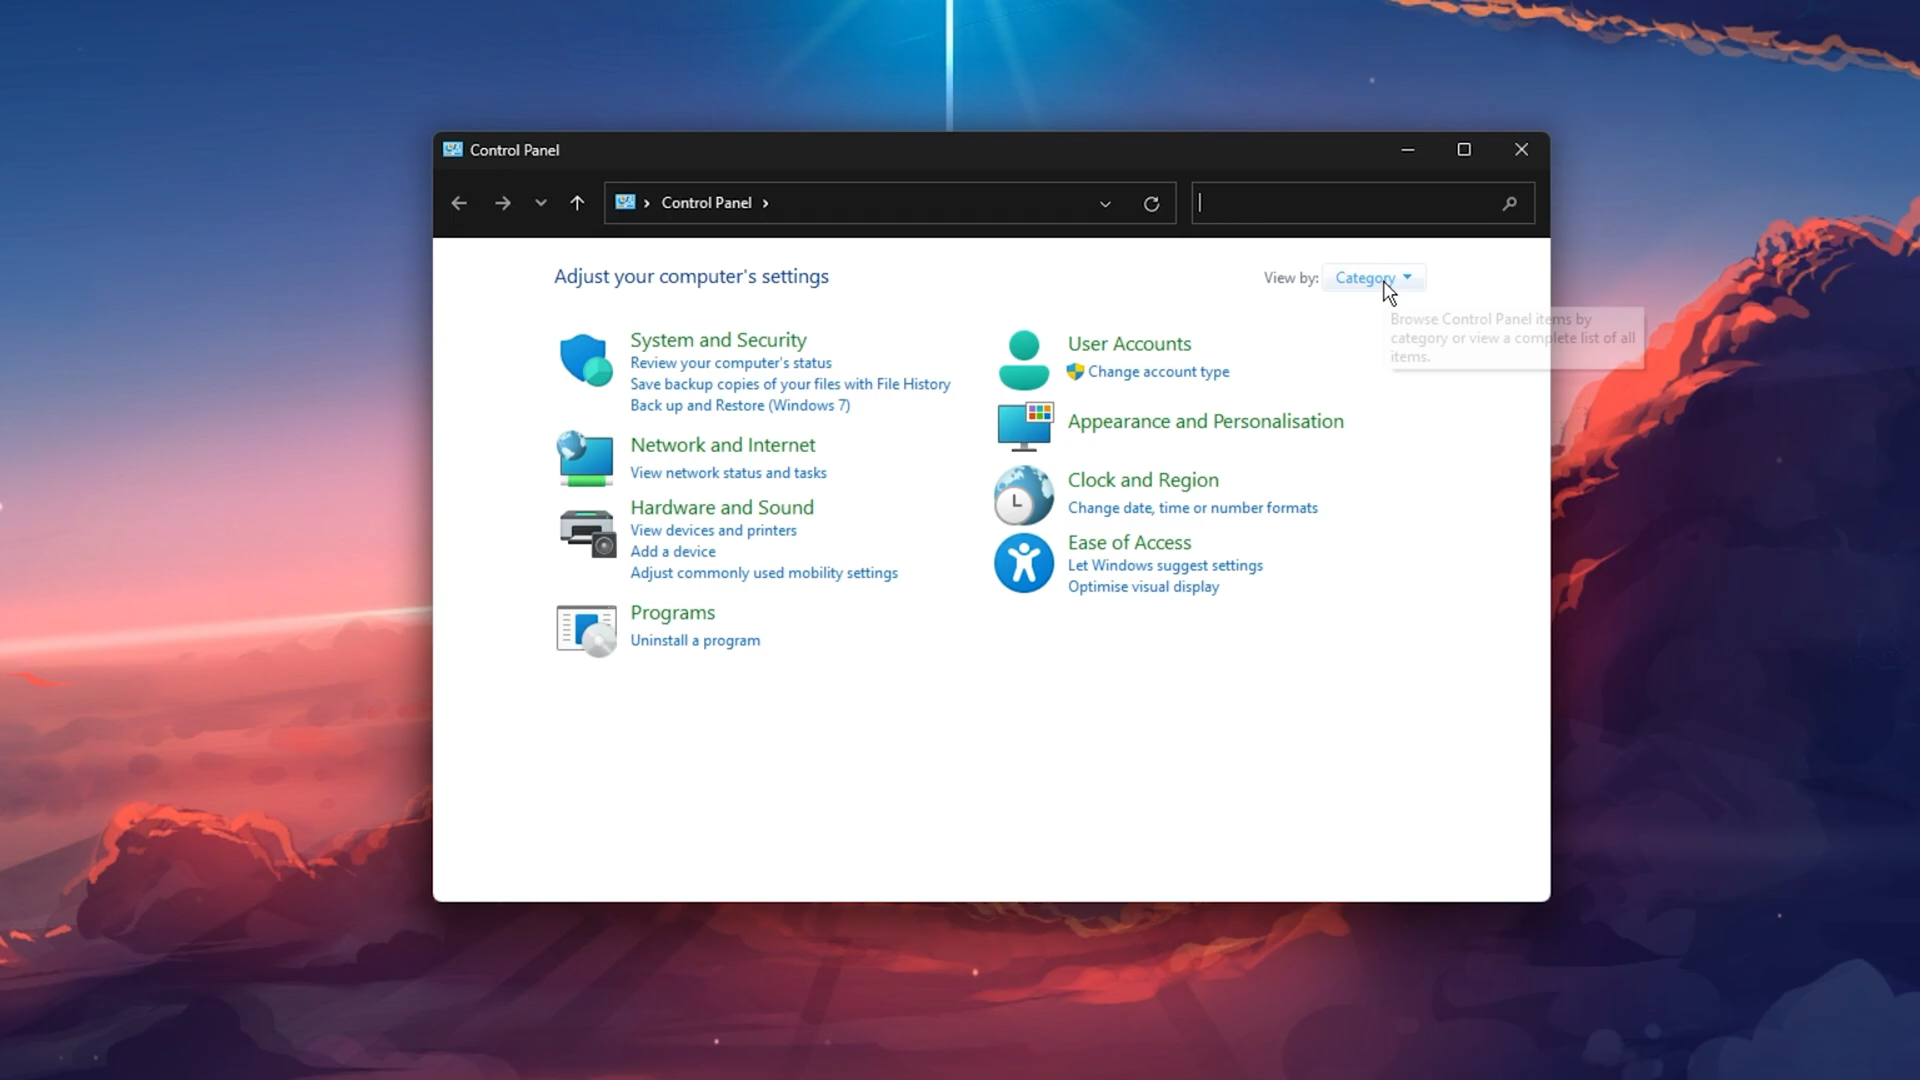 Control Panel
Control Panel
Adjust your computer's settings
View by: Category
Browse Control Panel items by
category or view a complete list of all
items.
System and Security
Review your computer's status
Save backup copies of your files with File History
Back up and Restore (Windows 7)
Network and Internet
View network status and tasks
Hardware and Sound
View devices and printers
Add a device
Adjust commonly used mobility settings
Programs
Uninstall a program
User Accounts
Change account type
Appearance and Personalisation
Clock and Region
Change date, time or number formats
Ease of Access
Let Windows suggest settings
Optimise visual display